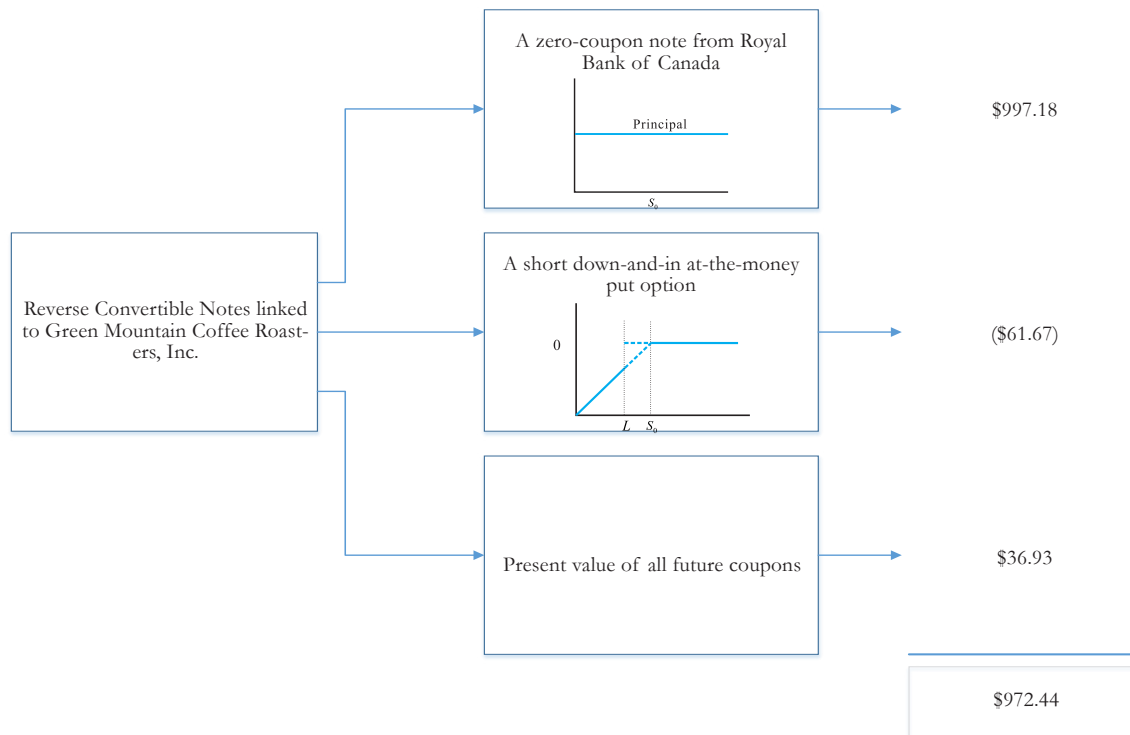 A zero-coupon note from Royal
Bank of Canada
Principal
S₀
$997.18
Reverse Convertible Notes linked
to Green Mountain Coffee Roast-
ers, Inc.
A short down-and-in at-the-money
put option
0
L S₀
($61.67)
Present value of all future coupons
$36.93
$972.44